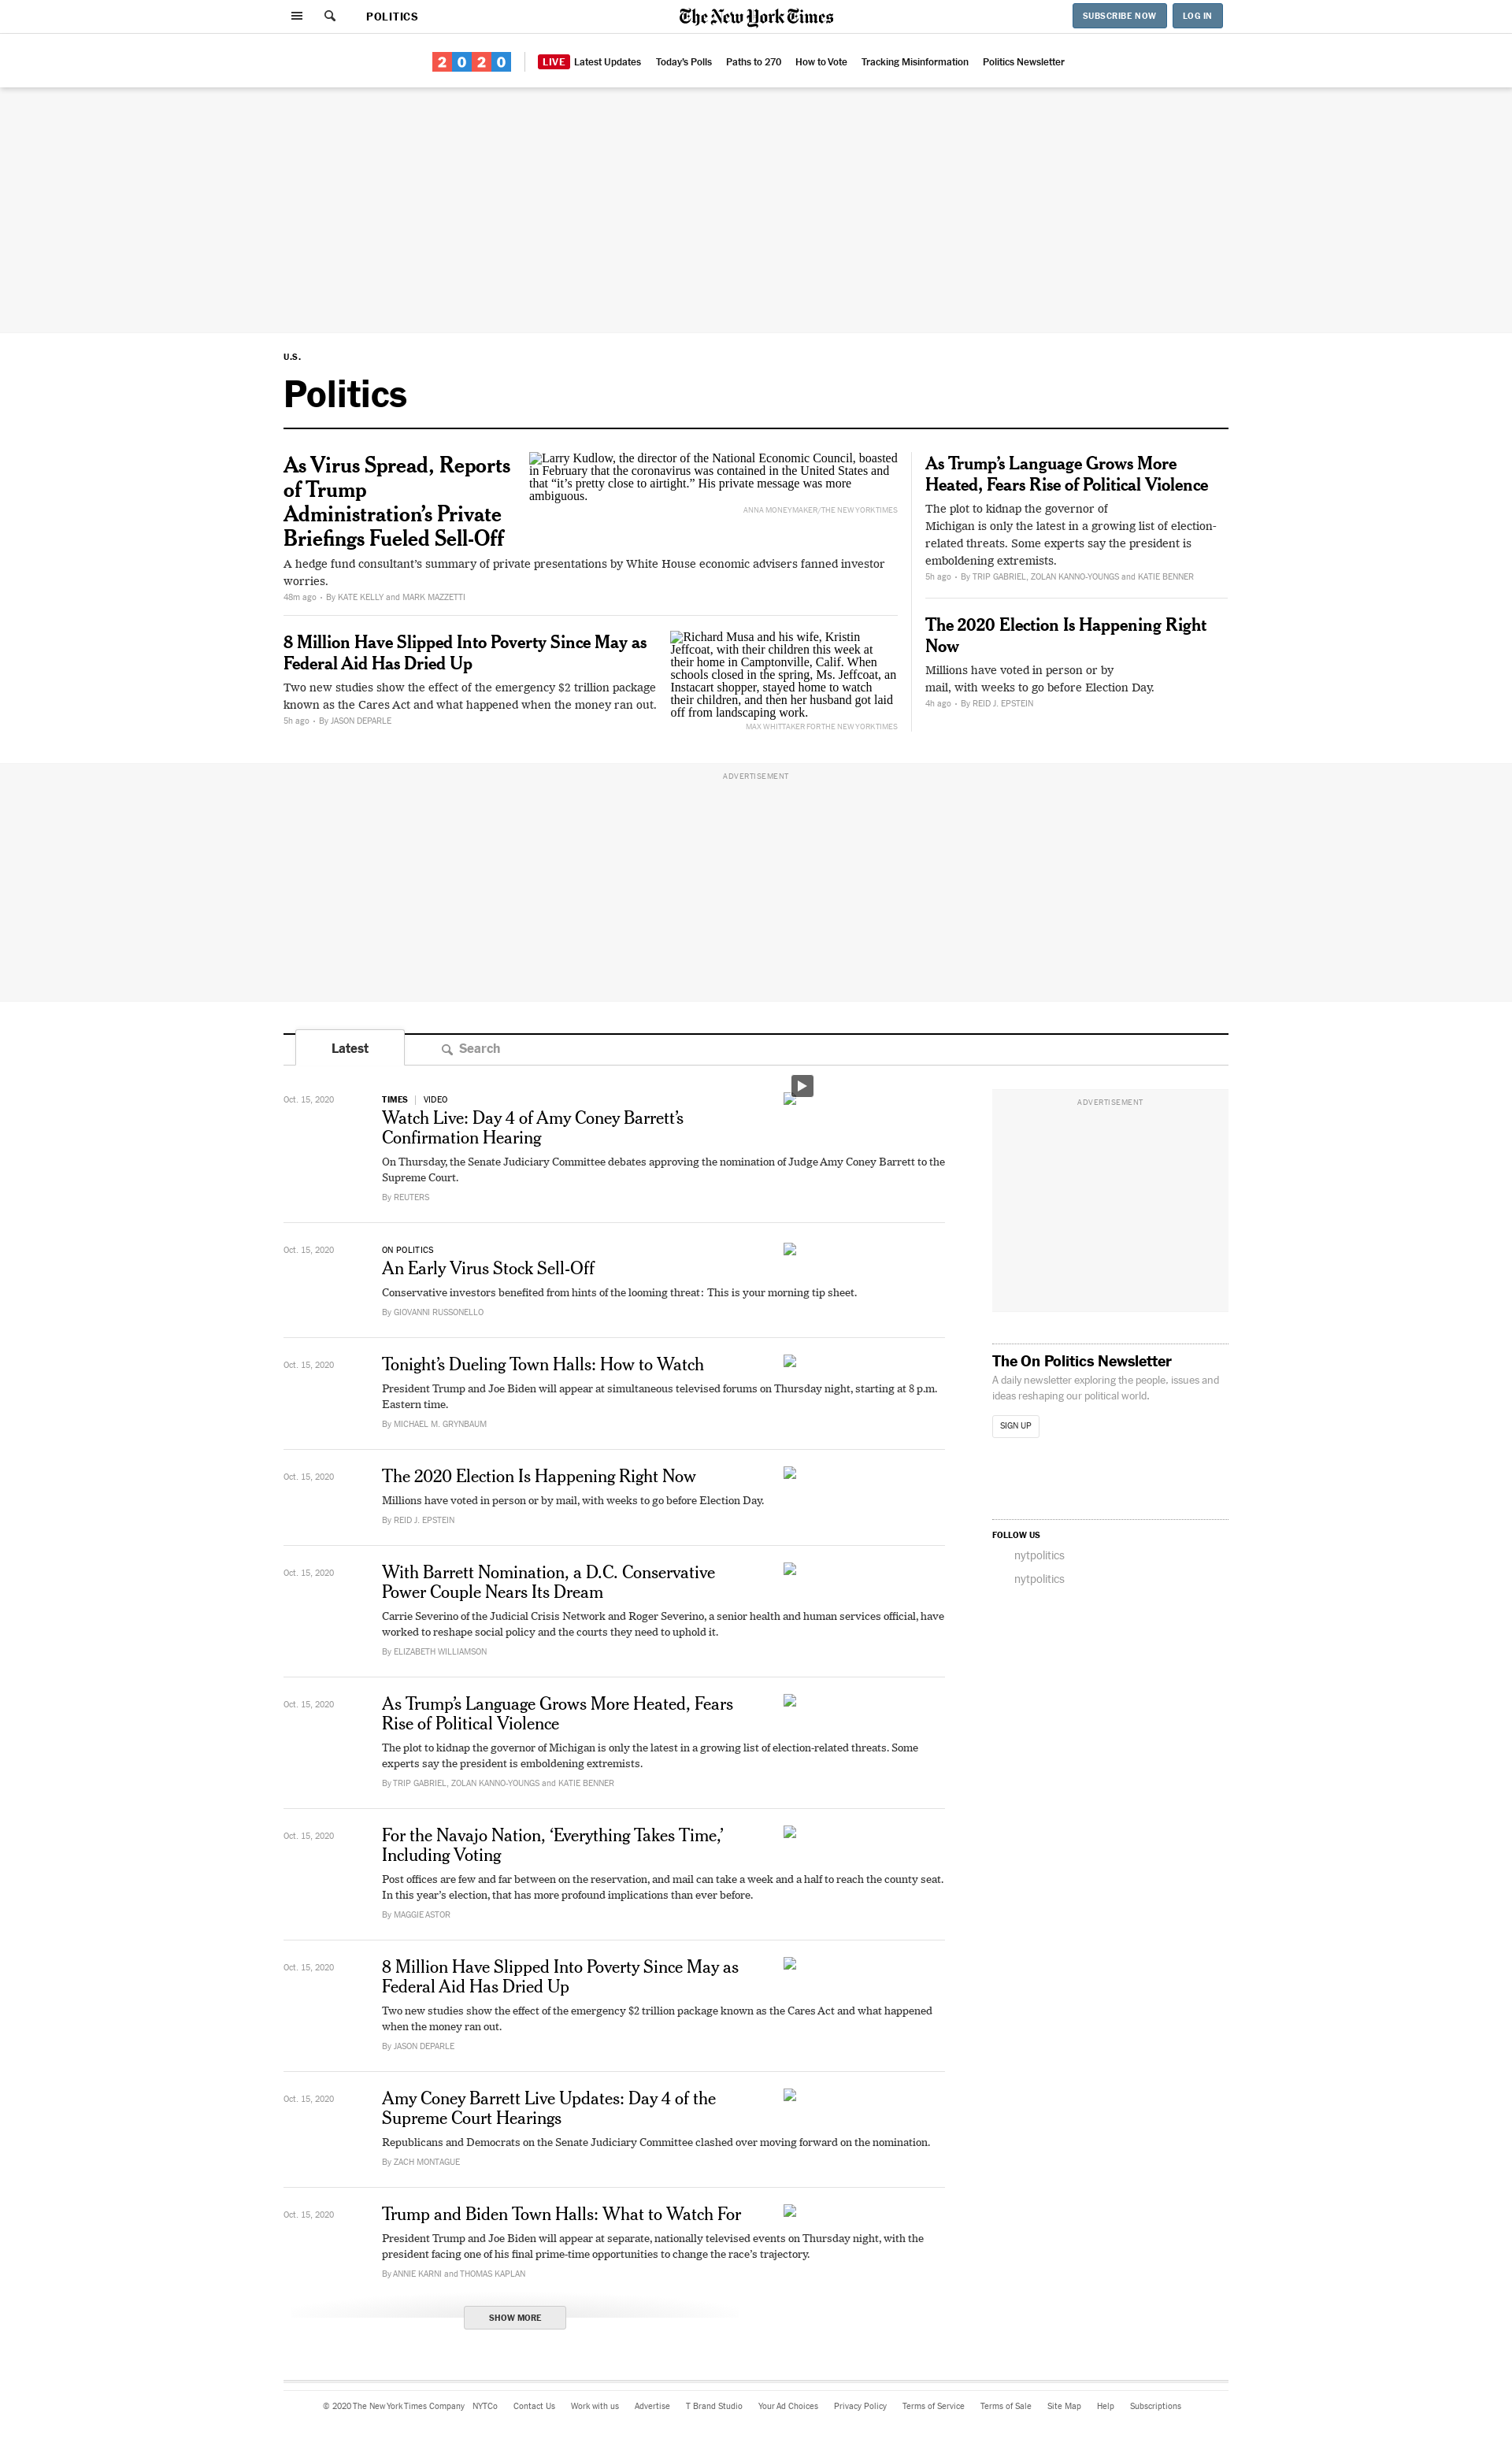 POLITICS
The New York Times
SUBSCRIBE NOW
LOG IN
2020
LIVE Latest Updates
Today's Polls
Paths to 270
How to Vote
Tracking Misinformation
Politics Newsletter
U.S.
Politics
As Virus Spread, Reports
of Trump
Administration’s Private
Briefings Fueled Sell-Off
Larry Kudlow, the director of the National Economic Council, boasted
in February that the coronavirus was contained in the United States and
that “it’s pretty close to airtight.” His private message was more
ambiguous.
ANNA MONEYMAKER/THE NEW YORK TIMES
A hedge fund consultant’s summary of private presentations by White House economic advisers fanned investor
worries.
48m ago • By KATE KELLY and MARK MAZZETTI
8 Million Have Slipped Into Poverty Since May as
Federal Aid Has Dried Up
Two new studies show the effect of the emergency $2 trillion package
known as the Cares Act and what happened when the money ran out.
5h ago • By JASON DEPARLE
Richard Musa and his wife, Kristin
Jeffcoat, with their children this week at
their home in Camptonville, Calif. When
schools closed in the spring, Ms. Jeffcoat, an
Instacart shopper, stayed home to watch
their children, and then her husband got laid
off from landscaping work.
MAX WHITTAKER FOR THE NEW YORK TIMES
As Trump’s Language Grows More
Heated, Fears Rise of Political Violence
The plot to kidnap the governor of
Michigan is only the latest in a growing list of election-
related threats. Some experts say the president is
emboldening extremists.
5h ago • By TRIP GABRIEL, ZOLAN KANNO-YOUNGS and KATIE BENNER
The 2020 Election Is Happening Right
Now
Millions have voted in person or by
mail, with weeks to go before Election Day.
4h ago • By REID J. EPSTEIN
ADVERTISEMENT
Latest
Search
Oct. 15, 2020
TIMES | VIDEO
Watch Live: Day 4 of Amy Coney Barrett’s
Confirmation Hearing
On Thursday, the Senate Judiciary Committee debates approving the nomination of Judge Amy Coney Barrett to the
Supreme Court.
By REUTERS
Oct. 15, 2020
ON POLITICS
An Early Virus Stock Sell-Off
Conservative investors benefited from hints of the looming threat: This is your morning tip sheet.
By GIOVANNI RUSSONELLO
Oct. 15, 2020
Tonight’s Dueling Town Halls: How to Watch
President Trump and Joe Biden will appear at simultaneous televised forums on Thursday night, starting at 8 p.m.
Eastern time.
By MICHAEL M. GRYNBAUM
Oct. 15, 2020
The 2020 Election Is Happening Right Now
Millions have voted in person or by mail, with weeks to go before Election Day.
By REID J. EPSTEIN
Oct. 15, 2020
With Barrett Nomination, a D.C. Conservative
Power Couple Nears Its Dream
Carrie Severino of the Judicial Crisis Network and Roger Severino, a senior health and human services official, have
worked to reshape social policy and the courts they need to uphold it.
By ELIZABETH WILLIAMSON
Oct. 15, 2020
As Trump’s Language Grows More Heated, Fears
Rise of Political Violence
The plot to kidnap the governor of Michigan is only the latest in a growing list of election-related threats. Some
experts say the president is emboldening extremists.
By TRIP GABRIEL, ZOLAN KANNO-YOUNGS and KATIE BENNER
Oct. 15, 2020
For the Navajo Nation, ‘Everything Takes Time,’
Including Voting
Post offices are few and far between on the reservation, and mail can take a week and a half to reach the county seat.
In this year’s election, that has more profound implications than ever before.
By MAGGIE ASTOR
Oct. 15, 2020
8 Million Have Slipped Into Poverty Since May as
Federal Aid Has Dried Up
Two new studies show the effect of the emergency $2 trillion package known as the Cares Act and what happened
when the money ran out.
By JASON DEPARLE
Oct. 15, 2020
Amy Coney Barrett Live Updates: Day 4 of the
Supreme Court Hearings
Republicans and Democrats on the Senate Judiciary Committee clashed over moving forward on the nomination.
By ZACH MONTAGUE
Oct. 15, 2020
Trump and Biden Town Halls: What to Watch For
President Trump and Joe Biden will appear at separate, nationally televised events on Thursday night, with the
president facing one of his final prime-time opportunities to change the race’s trajectory.
By ANNIE KARNI and THOMAS KAPLAN
SHOW MORE
ADVERTISEMENT
The On Politics Newsletter
A daily newsletter exploring the people, issues and
ideas reshaping our political world.
SIGN UP
FOLLOW US
nytpolitics
nytpolitics
© 2020 The New York Times Company
NYTCo
Contact Us
Work with us
Advertise
T Brand Studio
Your Ad Choices
Privacy Policy
Terms of Service
Terms of Sale
Site Map
Help
Subscriptions